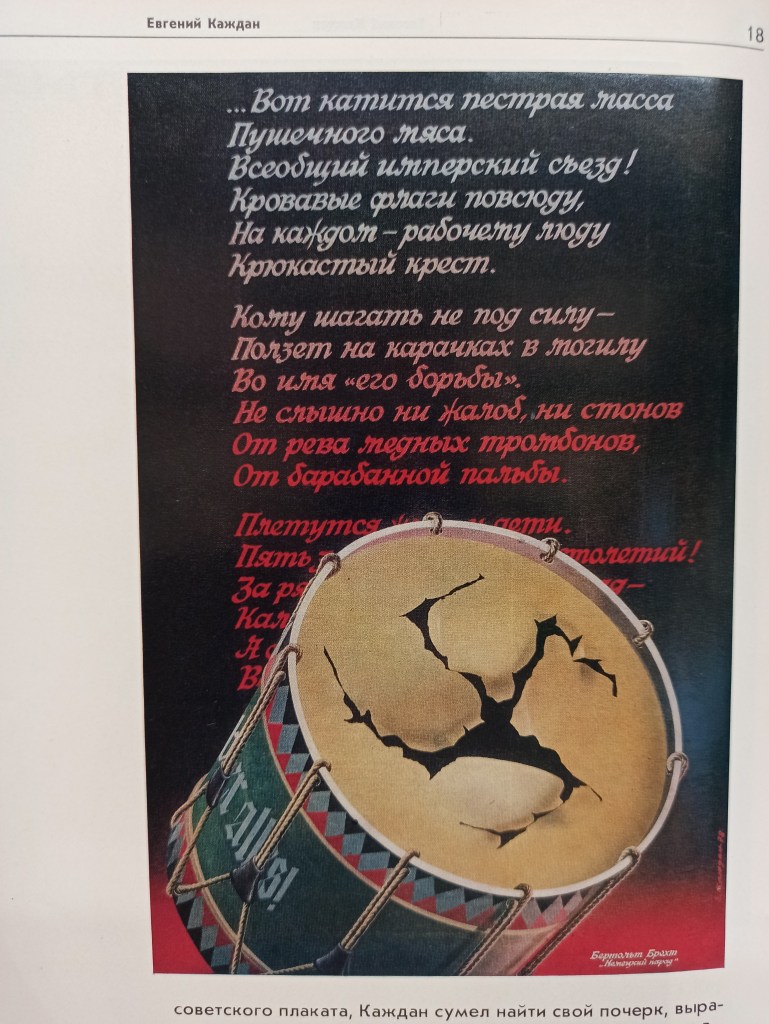 Евгений Каждан
18
...Вот катится пестрая масса
Пушечного мяса.
Всеобщий имперский съезд!
Кровавые флаги повсюду,
На каждом – рабочему люду
Крюкастый крест.
Кому шагать не под силу –
Ползет на карачках в могилу
Во имя «его борьбы».
Не слышно ни жалоб, ни стонов
От рева медных тромбонов,
От барабанной пальбы.
Плетутся дети.
Пять столетий!
За
Бертольт Брехт
„Немецкий народ"
советского плаката, Каждан сумел найти свой почерк, выра-